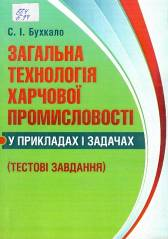 С. І. Бухкало
ЗАГАЛЬНА
ТЕХНОЛОГІЯ
ХАРЧОВОЇ
ПРОМИСЛОВОСТІ
У ПРИКЛАДАХ І ЗАДАЧАХ
(ТЕСТОВІ ЗАВДАННЯ)